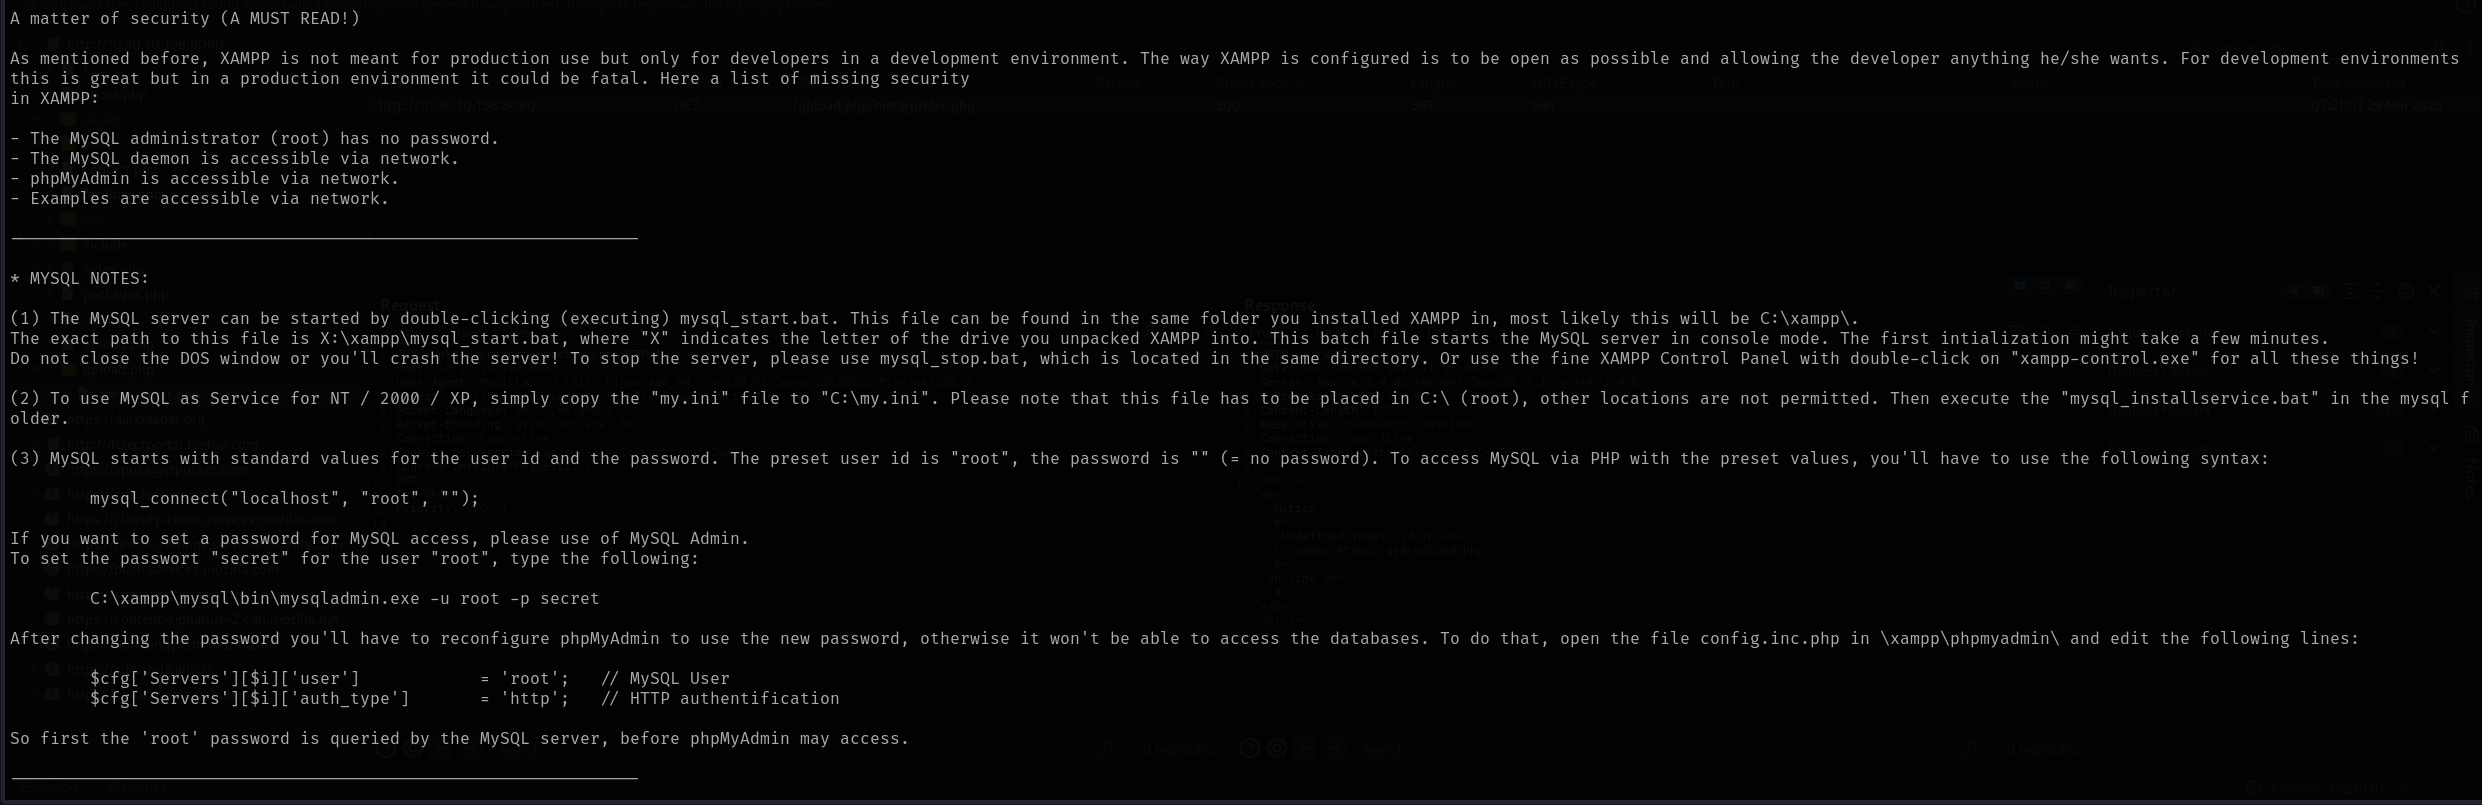 A matter of security (A MUST READ!)
As mentioned before, XAMPP is not meant for production use but only for developers in a development environment. The way XAMPP is configured is to be open as possible and allowing the developer anything he/she wants. For development environments
this is great but in a production environment it could be fatal. Here a list of missing security
in XAMPP:
- The MySQL administrator (root) has no password.
- The MySQL daemon is accessible via network.
- phpMyAdmin is accessible via network.
- Examples are accessible via network.
* MYSQL NOTES:
(1) The MySQL server can be started by double-clicking (executing) mysql_start.bat. This file can be found in the same folder you installed XAMPP in, most likely this will be C:\xampp\.
The exact path to this file is X:\xampp\mysql_start.bat, where "X" indicates the letter of the drive you unpacked XAMPP into. This batch file starts the MySQL server in console mode. The first intialization might take a few minutes.
Do not close the DOS window or you'll crash the server! To stop the server, please use mysql_stop.bat, which is located in the same directory. Or use the fine XAMPP Control Panel with double-click on "xampp-control.exe" for all these things!
(2) To use MySQL as Service for NT / 2000 / XP, simply copy the "my.ini" file to "C:\my.ini". Please note that this file has to be placed in C:\ (root), other locations are not permitted. Then execute the "mysql_installservice.bat" in the mysql f
older.
(3) MySQL starts with standard values for the user id and the password. The preset user id is "root", the password is "" (= no password). To access MySQL via PHP with the preset values, you'll have to use the following syntax:
mysql_connect("localhost", "root", "");
If you want to set a password for MySQL access, please use of MySQL Admin.
To set the passwort "secret" for the user "root", type the following:
C:\xampp\mysql\bin\mysqladmin.exe -u root -p secret
After changing the password you'll have to reconfigure phpMyAdmin to use the new password, otherwise it won't be able to access the databases. To do that, open the file config.inc.php in \xampp\phpmyadmin\ and edit the following lines:
$cfg['Servers'][$i]['user'] = 'root'; // MySQL User
$cfg['Servers'][$i]['auth_type'] = 'http'; // HTTP authentification
So first the 'root' password is queried by the MySQL server, before phpMyAdmin may access.